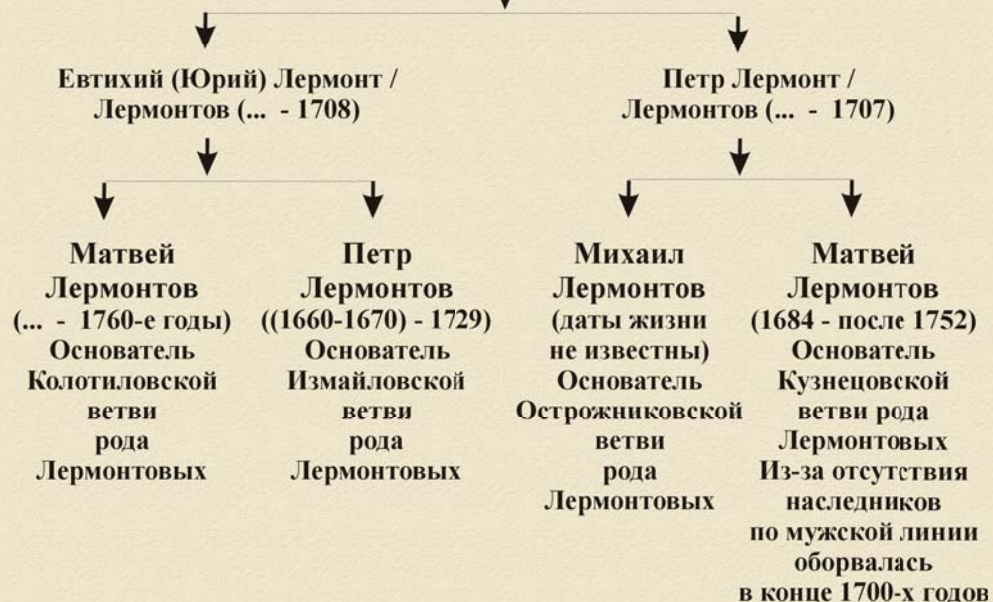 Евтихий (Юрий) Лермонт /
Лермонтов (... - 1708)
Петр Лермонт /
Лермонтов (... - 1707)
Матвей
Лермонтов
(... - 1760-е годы)
Основатель
Колотиловской
ветви
рода
Лермонтовых
Петр
Лермонтов
((1660-1670) - 1729)
Основатель
Измайловской
ветви
рода
Лермонтовых
Михаил
Лермонтов
(даты жизни
не известны)
Основатель
Острожниковской
ветви
рода
Лермонтовых
Матвей
Лермонтов
(1684 - после 1752)
Основатель
Кузнецовской
ветви рода
Лермонтовых
Из-за отсутствия
наследников
по мужской линии
оборвалась
в конце 1700-х годов